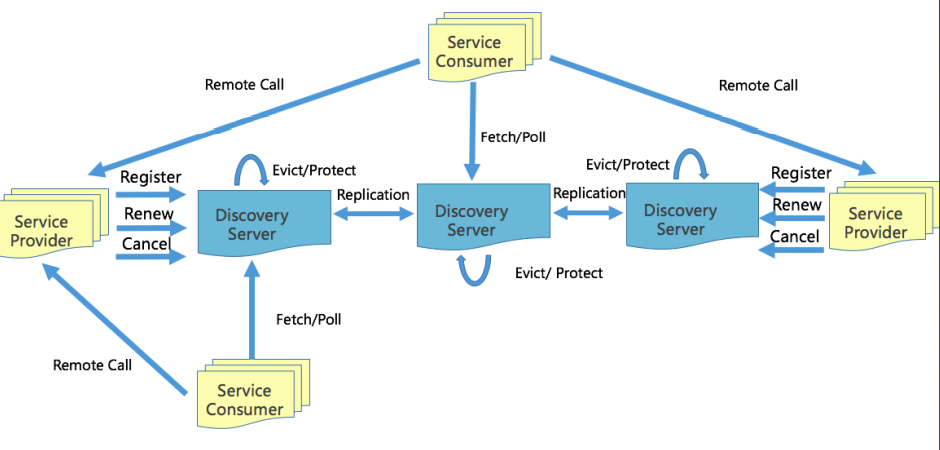 Service
Consumer
Remote Call
Remote Call
Fetch/Poll
Evict/Protect
Evict/Protect
Register
Register
Replication
Replication
Renew
Renew
Service
Provider
Discovery
Server
Discovery
Server
Discovery
Server
Service
Provider
Cancel
Cancel
Evict/ Protect
Fetch/Poll
Remote Call
Service
Consumer